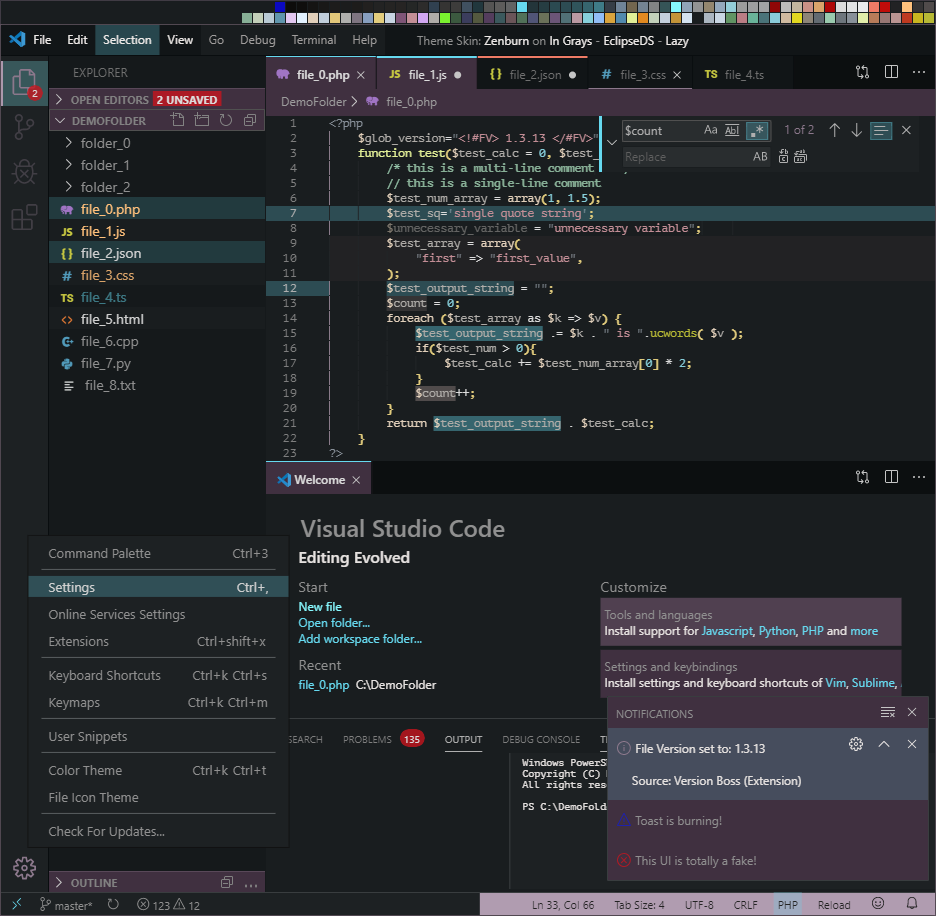 File Edit Selection View Go Debug Terminal Help Theme Skin: Zenburn on In Grays - EclipseDS - Lazy
2
EXPLORER
OPEN EDITORS 2 UNSAVED
DEMOFOLDER
folder_0
folder_1
folder_2
file_0.php
file_1.js
file_2.json
file_3.css
file_4.ts
file_5.html
file_6.cpp
file_7.py
file_8.txt
OUTLINE
file_0.php JS file_1.js {} file_2.json # file_3.css TS file_4.ts
DemoFolder > file_0.php
$count Aa Abl .* 1 of 2
Replace AB
1 <?php
2 $glob_version="<!#FV> 1.3.13 </#FV>"
3 function test($test_calc = 0, $test_
4 /* this is a multi-line comment
5 // this is a single-line comment
6 $test_num_array = array(1, 1.5);
7 $test_sq='single quote string';
8 $unnecessary_variable = "unnecessary variable";
9 $test_array = array(
10 "first" => "first_value",
11 );
12 $test_output_string = "";
13 $count = 0;
14 foreach ($test_array as $k => $v) {
15 $test_output_string .= $k . " is ".ucwords( $v );
16 if($test_num > 0){
17 $test_calc += $test_num_array[0] * 2;
18 }
19 $count++;
20 }
21 return $test_output_string . $test_calc;
22 }
23 ?>
Welcome
Visual Studio Code
Editing Evolved
Start
New file
Open folder...
Add workspace folder...
Recent
file_0.php C:\DemoFolder
Customize
Tools and languages
Install support for Javascript, Python, PHP and more
Settings and keybindings
Install settings and keyboard shortcuts of Vim, Sublime, .
Command Palette Ctrl+3
Settings Ctrl+,
Online Services Settings
Extensions Ctrl+shift+x
Keyboard Shortcuts Ctrl+k Ctrl+s
Keymaps Ctrl+k Ctrl+m
User Snippets
Color Theme Ctrl+k Ctrl+t
File Icon Theme
Check For Updates...
SEARCH PROBLEMS 135 OUTPUT DEBUG CONSOLE
Windows PowerS
Copyright (C)
All rights rese
PS C:\DemoFold
NOTIFICATIONS
File Version set to: 1.3.13
Source: Version Boss (Extension)
Toast is burning!
This UI is totally a fake!
master* 123 12 Ln 33, Col 66 Tab Size: 4 UTF-8 CRLF PHP Reload